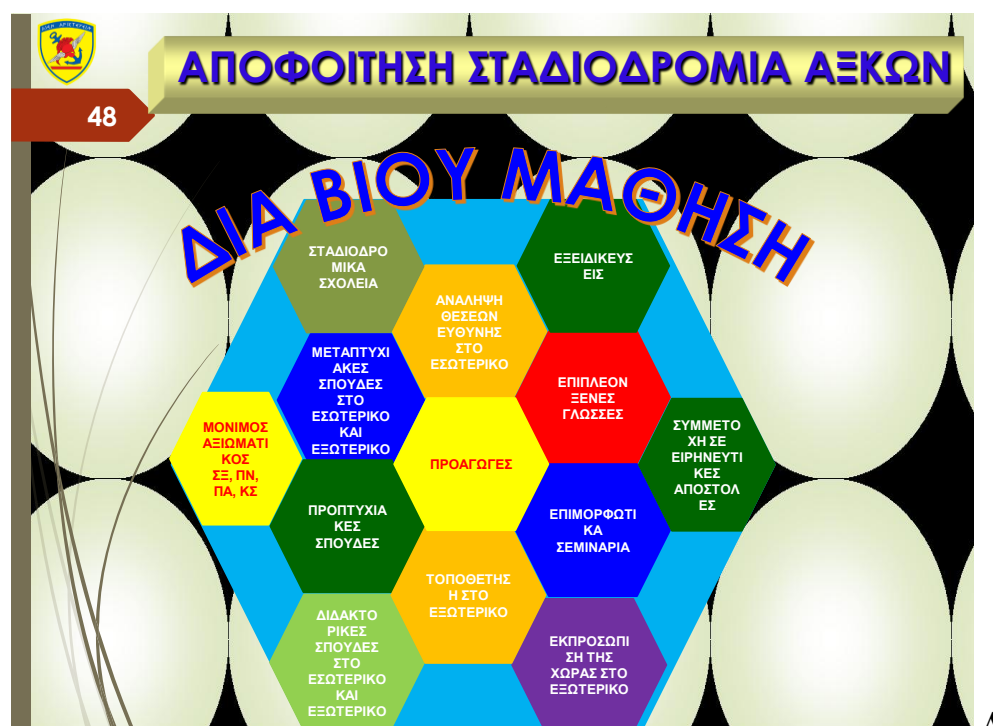 ΑΠΟΦΟΙΤΗΣΗ ΣΤΑΔΙΟΔΡΟΜΙΑ ΑΞΚΩΝ
48
ΔΙΑ ΒΙΟΥ ΜΑΘΗΣΗ
ΣΤΑΔΙΟΔΡΟ
ΜΙΚΑ
ΣΧΟΛΕΙΑ
ΕΞΕΙΔΙΚΕΥΣ
ΕΙΣ
ΑΝΑΛΗΨΗ
ΘΕΣΕΩΝ
ΕΥΘΥΝΗΣ
ΣΤΟ
ΕΣΩΤΕΡΙΚΟ
ΜΕΤΑΠΤΥΧΙ
ΑΚΕΣ
ΣΠΟΥΔΕΣ
ΣΤΟ
ΕΣΩΤΕΡΙΚΟ
ΚΑΙ
ΕΞΩΤΕΡΙΚΟ
ΕΠΙΠΛΕΟΝ
ΞΕΝΕΣ
ΓΛΩΣΣΕΣ
ΜΟΝΙΜΟΣ
ΑΞΙΩΜΑΤΙ
ΚΟΣ
ΣΞ, ΠΝ,
ΠΑ, ΚΣ
ΠΡΟΑΓΩΓΕΣ
ΣΥΜΜΕΤΟ
ΧΗ ΣΕ
ΕΙΡΗΝΕΥΤΙ
ΚΕΣ
ΑΠΟΣΤΟΛ
ΕΣ
ΠΡΟΠΤΥΧΙΑ
ΚΕΣ
ΣΠΟΥΔΕΣ
ΕΠΙΜΟΡΦΩΤΙ
ΚΑ
ΣΕΜΙΝΑΡΙΑ
ΤΟΠΟΘΕΤΗΣ
Η ΣΤΟ
ΕΞΩΤΕΡΙΚΟ
ΔΙΔΑΚΤΟ
ΡΙΚΕΣ
ΣΠΟΥΔΕΣ
ΣΤΟ
ΕΣΩΤΕΡΙΚΟ
ΚΑΙ
ΕΞΩΤΕΡΙΚΟ
ΕΚΠΡΟΣΩΠΙ
ΣΗ ΤΗΣ
ΧΩΡΑΣ ΣΤΟ
ΕΞΩΤΕΡΙΚΟ